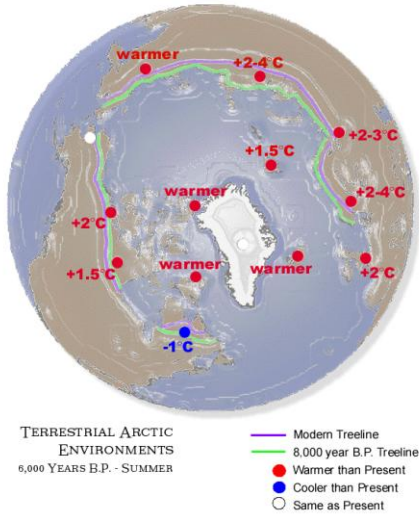 warmer
+2-4°C
+2-3°C
+1.5°C
warmer
+2-4°C
+2°C
+1.5°C
warmer
warmer
+2°C
-1°C
TERRESTRIAL ARCTIC
ENVIRONMENTS
6,000 YEARS B.P. - SUMMER
Modern Treeline
8,000 year B.P. Treeline
Warmer than Present
Cooler than Present
Same as Present